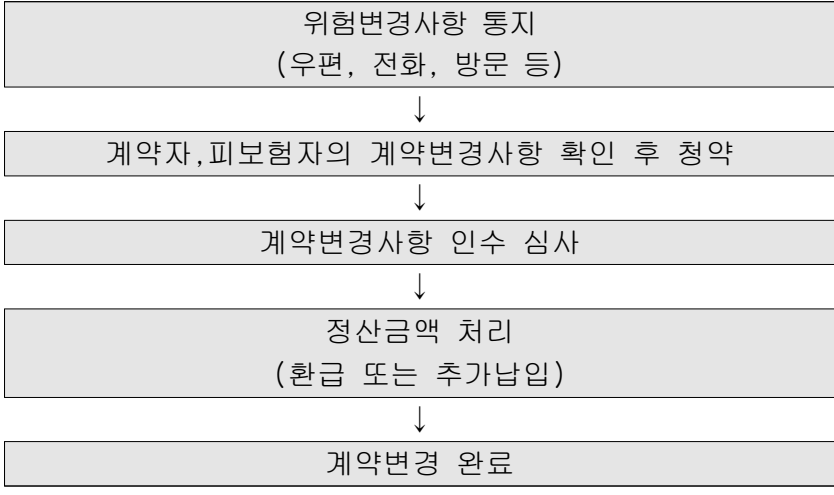 위험변경사항 통지
(우편, 전화, 방문 등)
↓
계약자,피보험자의 계약변경사항 확인 후 청약
↓
계약변경사항 인수 심사
↓
정산금액 처리
(환급 또는 추가납입)
↓
계약변경 완료